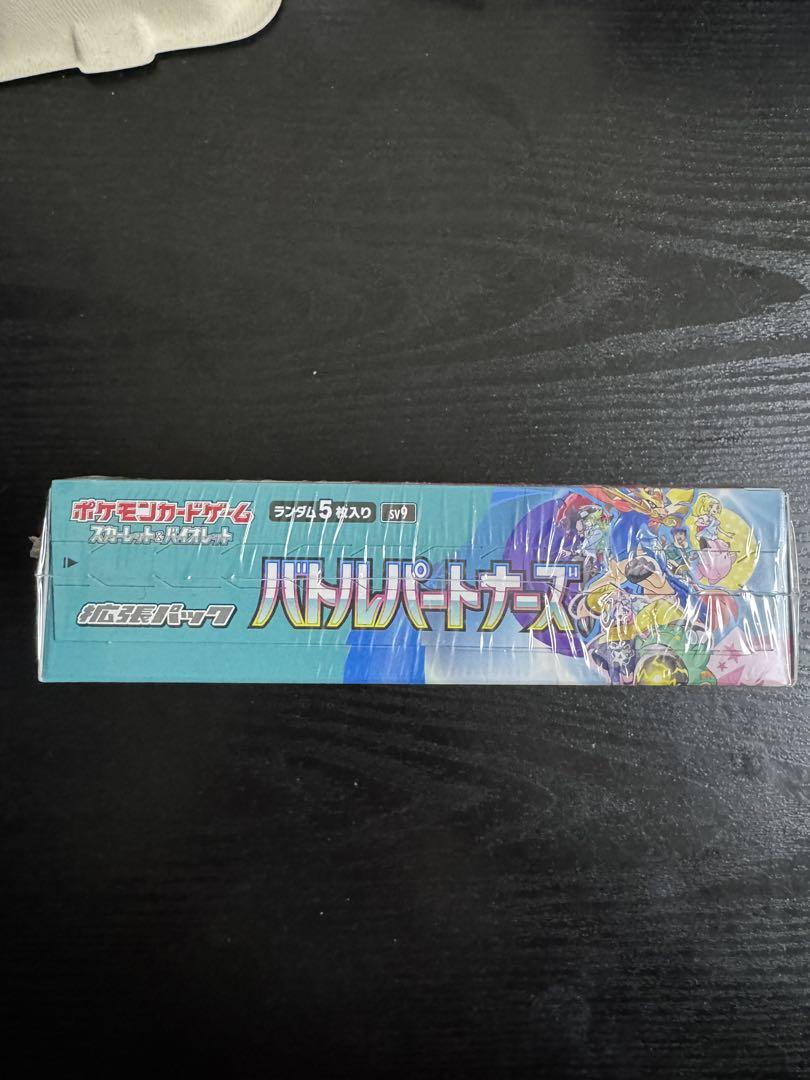 ポケモンカードゲーム
スカーレット&バイオレット
ランダム5枚入り
SV9
拡張パック
バトルパートナーズ